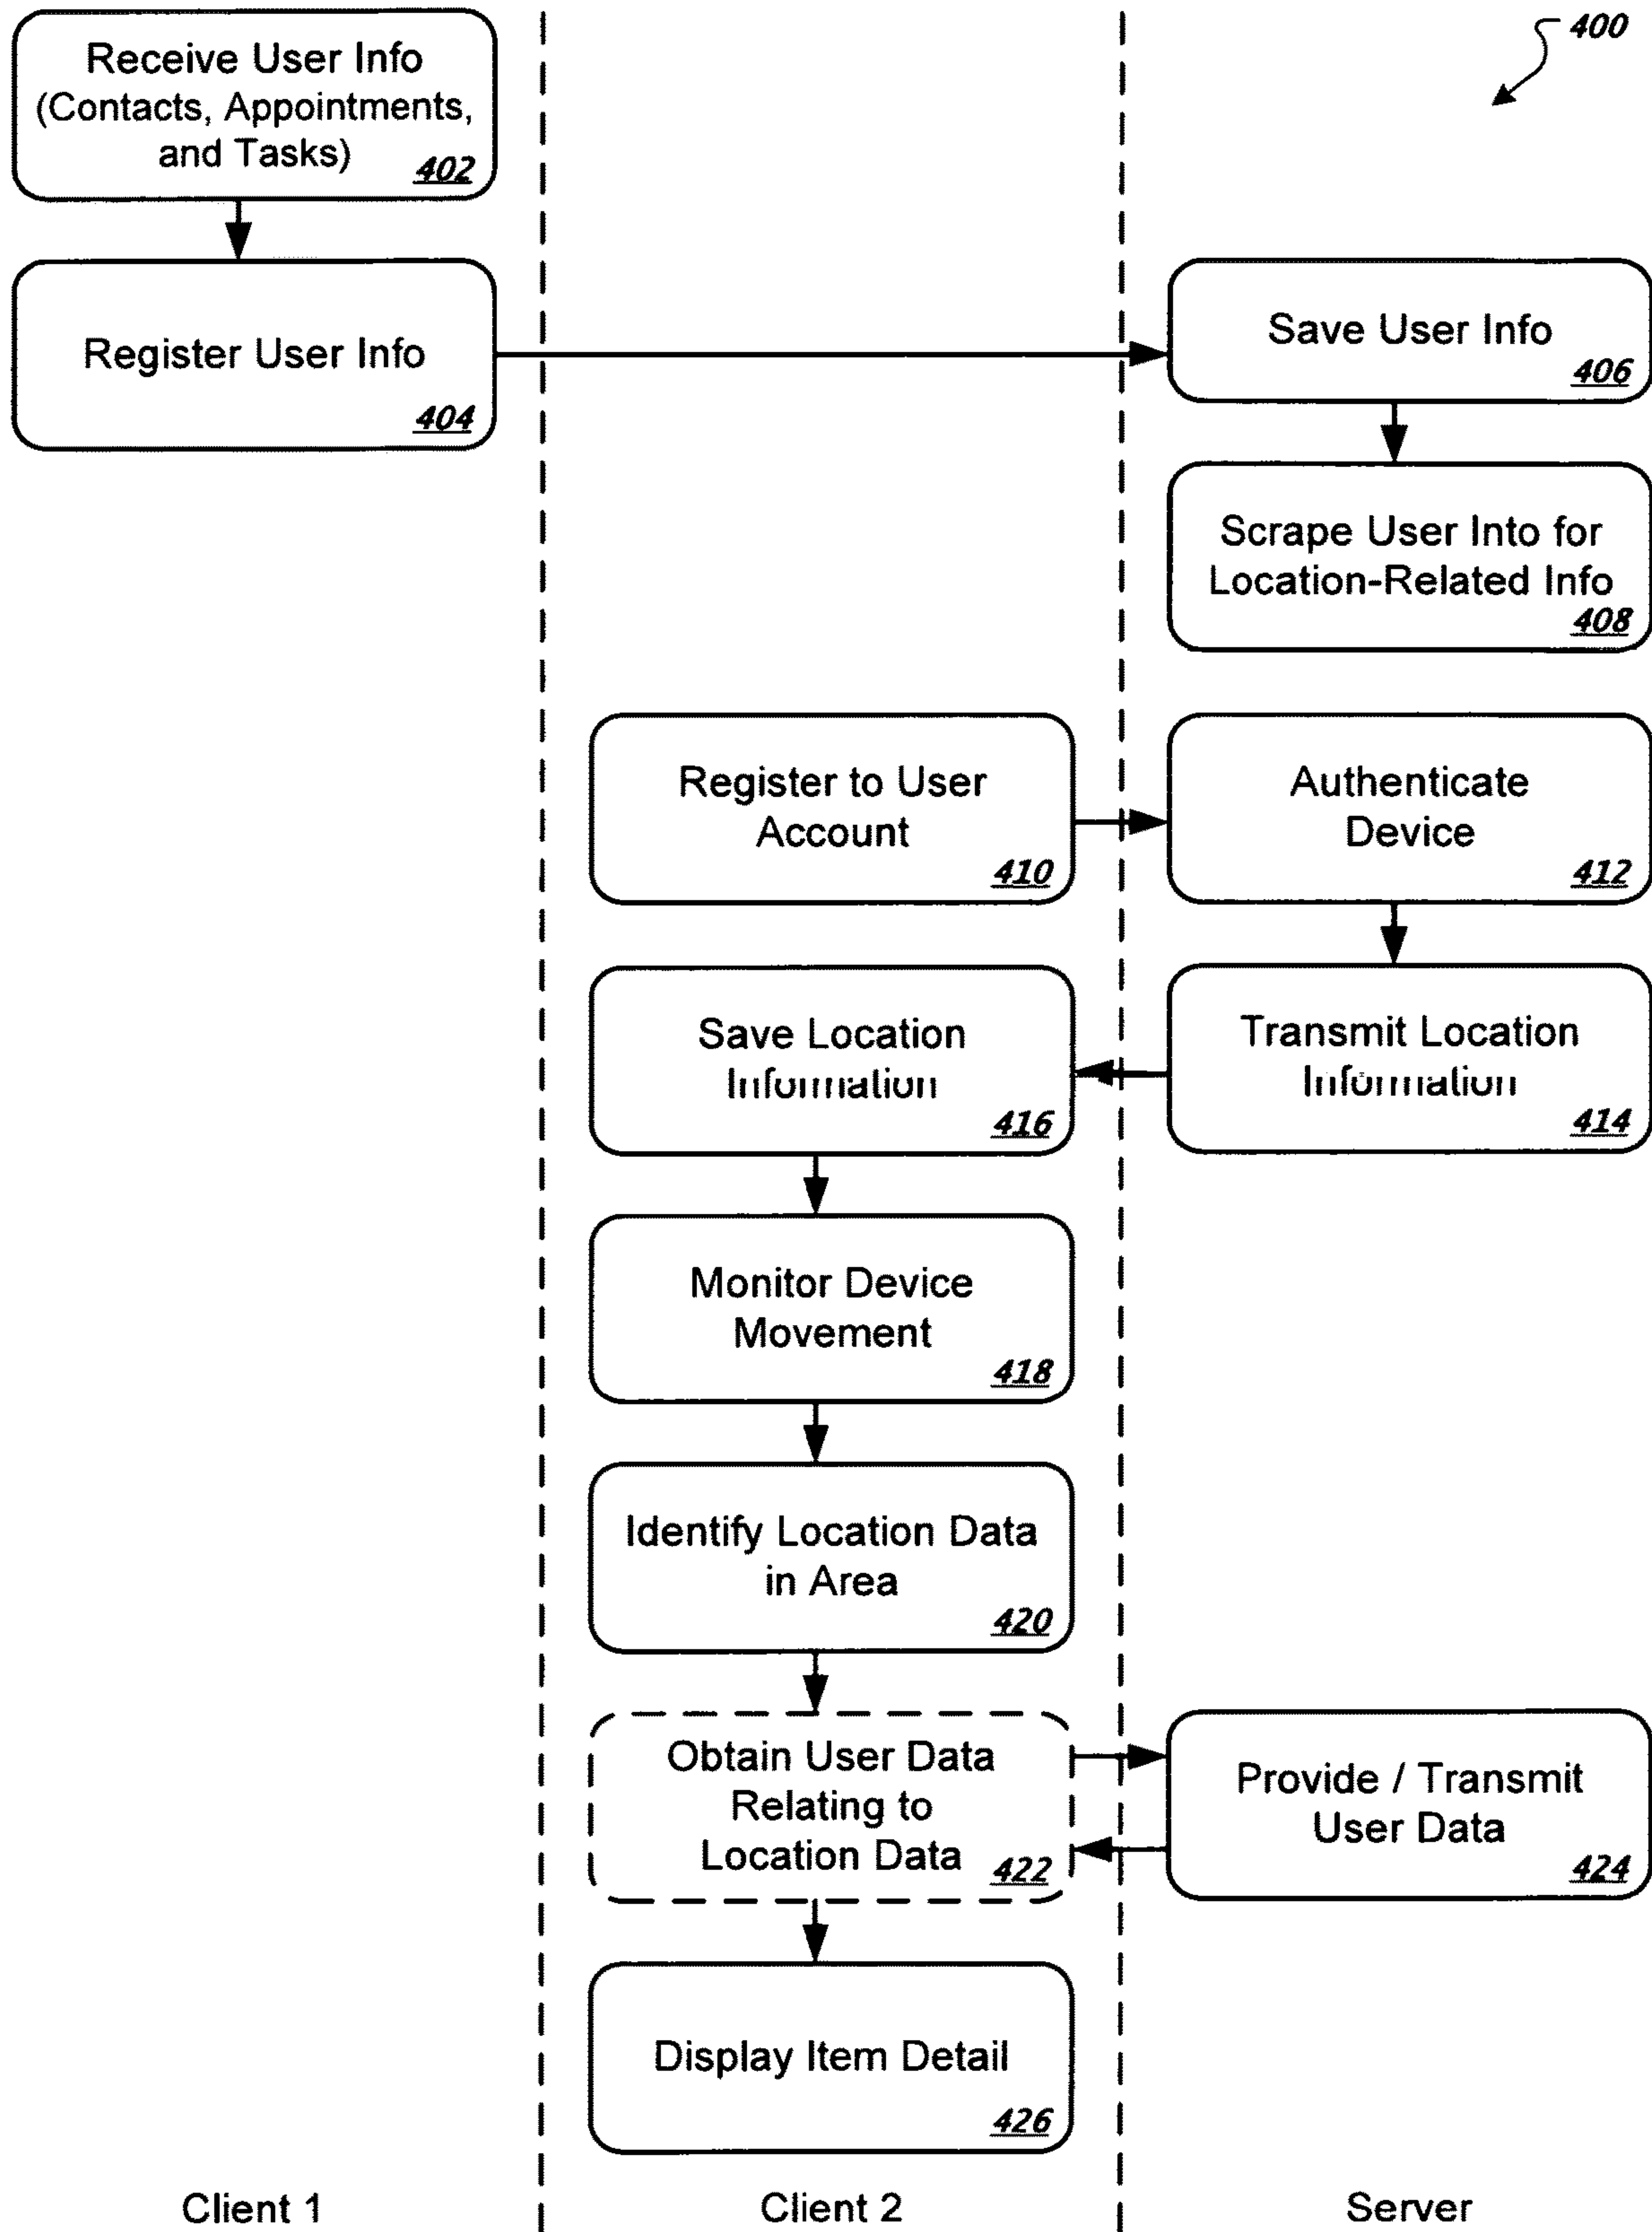 400
Receive User Info
(Contacts, Appointments,
and Tasks)
402
Register User Info
404
Save User Info
406
Scrape User Into for
Location-Related Info
408
Register to User
Account
410
Authenticate
Device
412
Transmit Location
Information
414
Save Location
Information
416
Monitor Device
Movement
418
Identify Location Data
in Area
420
Obtain User Data
Relating to
Location Data
422
Provide / Transmit
User Data
424
Display Item Detail
426
Client 1
Client 2
Server